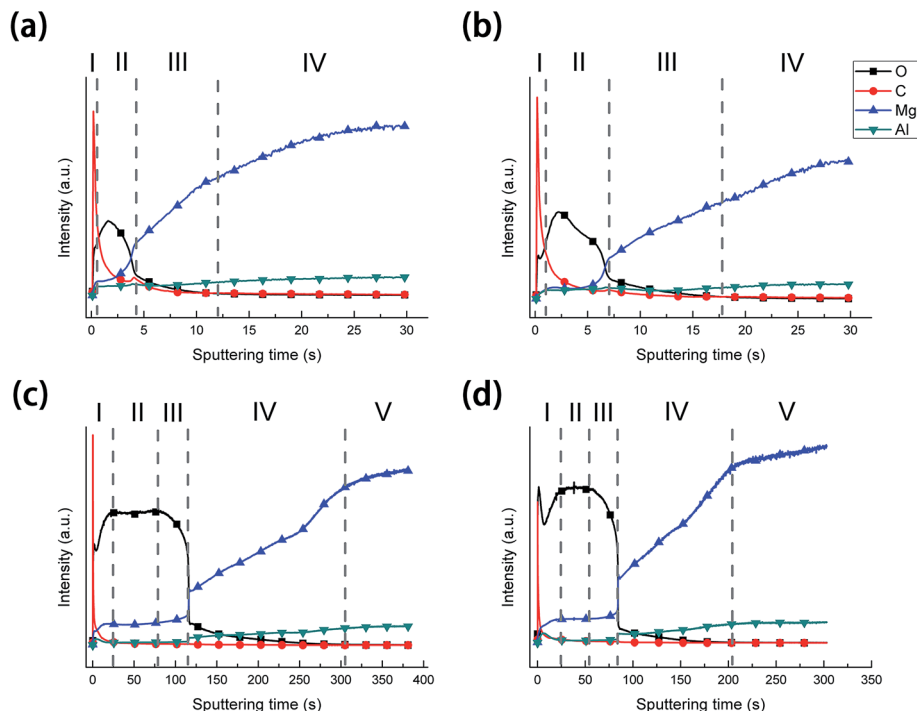 (a)
I II III IV
Intensity (a.u.)
0 5 10 15 20 25 30
Sputtering time (s)
(b)
I II III IV
O
C
Mg
Al
Intensity (a.u.)
0 5 10 15 20 25 30
Sputtering time (s)
(c)
I II III IV V
Intensity (a.u.)
0 50 100 150 200 250 300 350 400
Sputtering time (s)
(d)
I II III IV V
Intensity (a.u.)
0 50 100 150 200 250 300 350
Sputtering time (s)